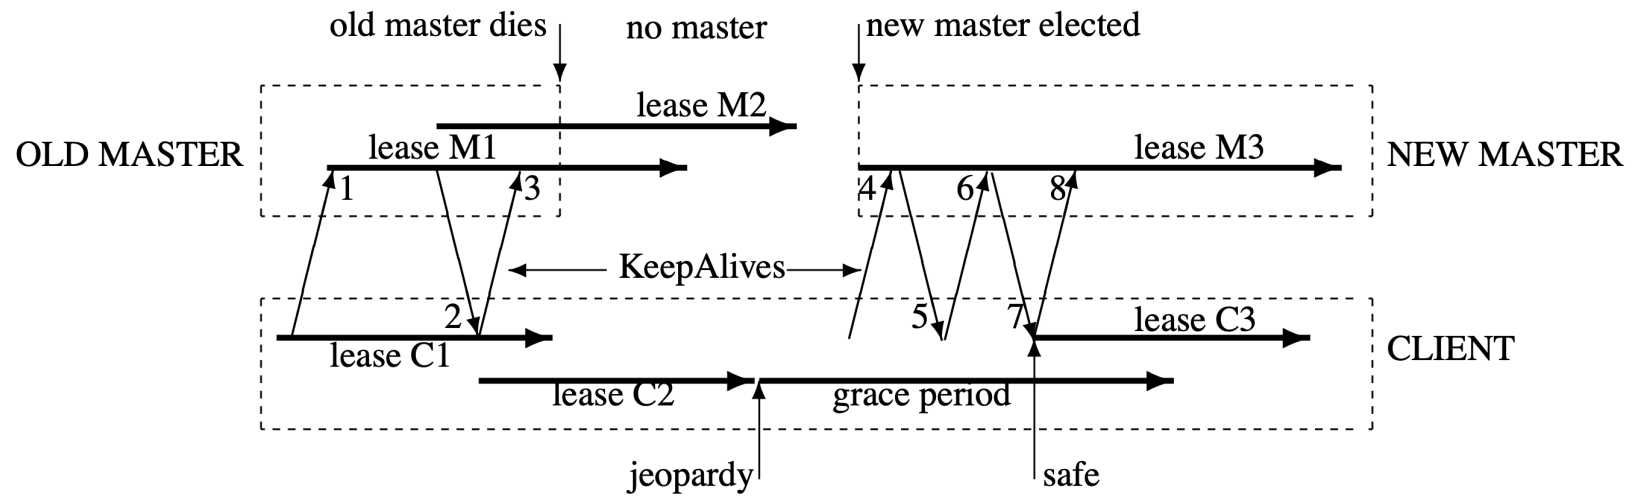 old master dies
no master
new master elected
lease M2
OLD MASTER
lease M1
lease M3
NEW MASTER
1
3
4
6
8
KeepAlives
2
5
7
lease C3
lease C1
CLIENT
lease C2
grace period
jeopardy
safe